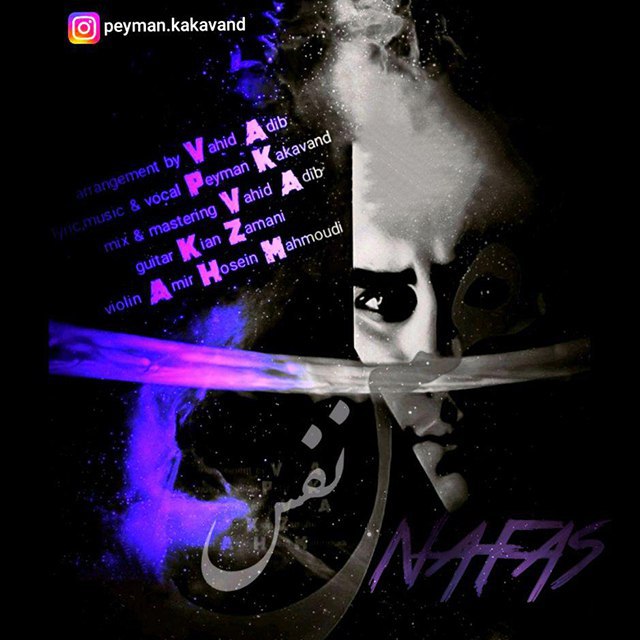 peyman.kakavand
arrangement by Vahid Adib
lyric,music & vocal Peyman Kakavand
mix & mastering Vahid Adib
guitar Kian Zamani
violin Amir Hosein Mahmoudi
نفس
NAFAS